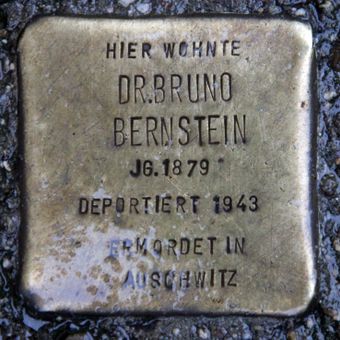 HIER WOHNTE
DR.BRUNO
BERNSTEIN
JG.1879
DEPORTIERT 1943
ERMORDET IN
AUSCHWITZ